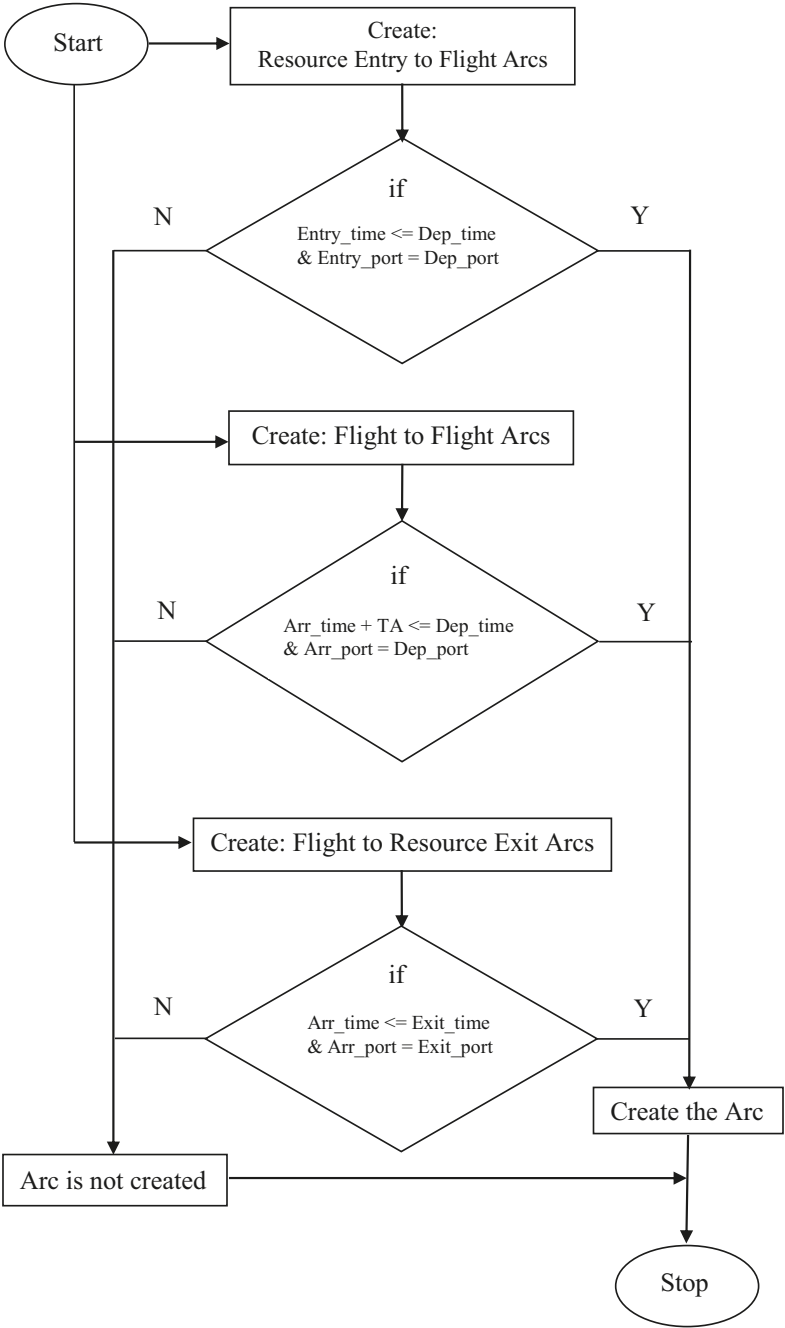 Start
Create:
Resource Entry to Flight Arcs
if
N
Y
Entry_time <= Dep_time
& Entry_port = Dep_port
Create: Flight to Flight Arcs
if
N
Y
Arr_time + TA <= Dep_time
& Arr_port = Dep_port
Create: Flight to Resource Exit Arcs
if
N
Y
Arr_time <= Exit_time
& Arr_port = Exit_port
Create the Arc
Arc is not created
Stop